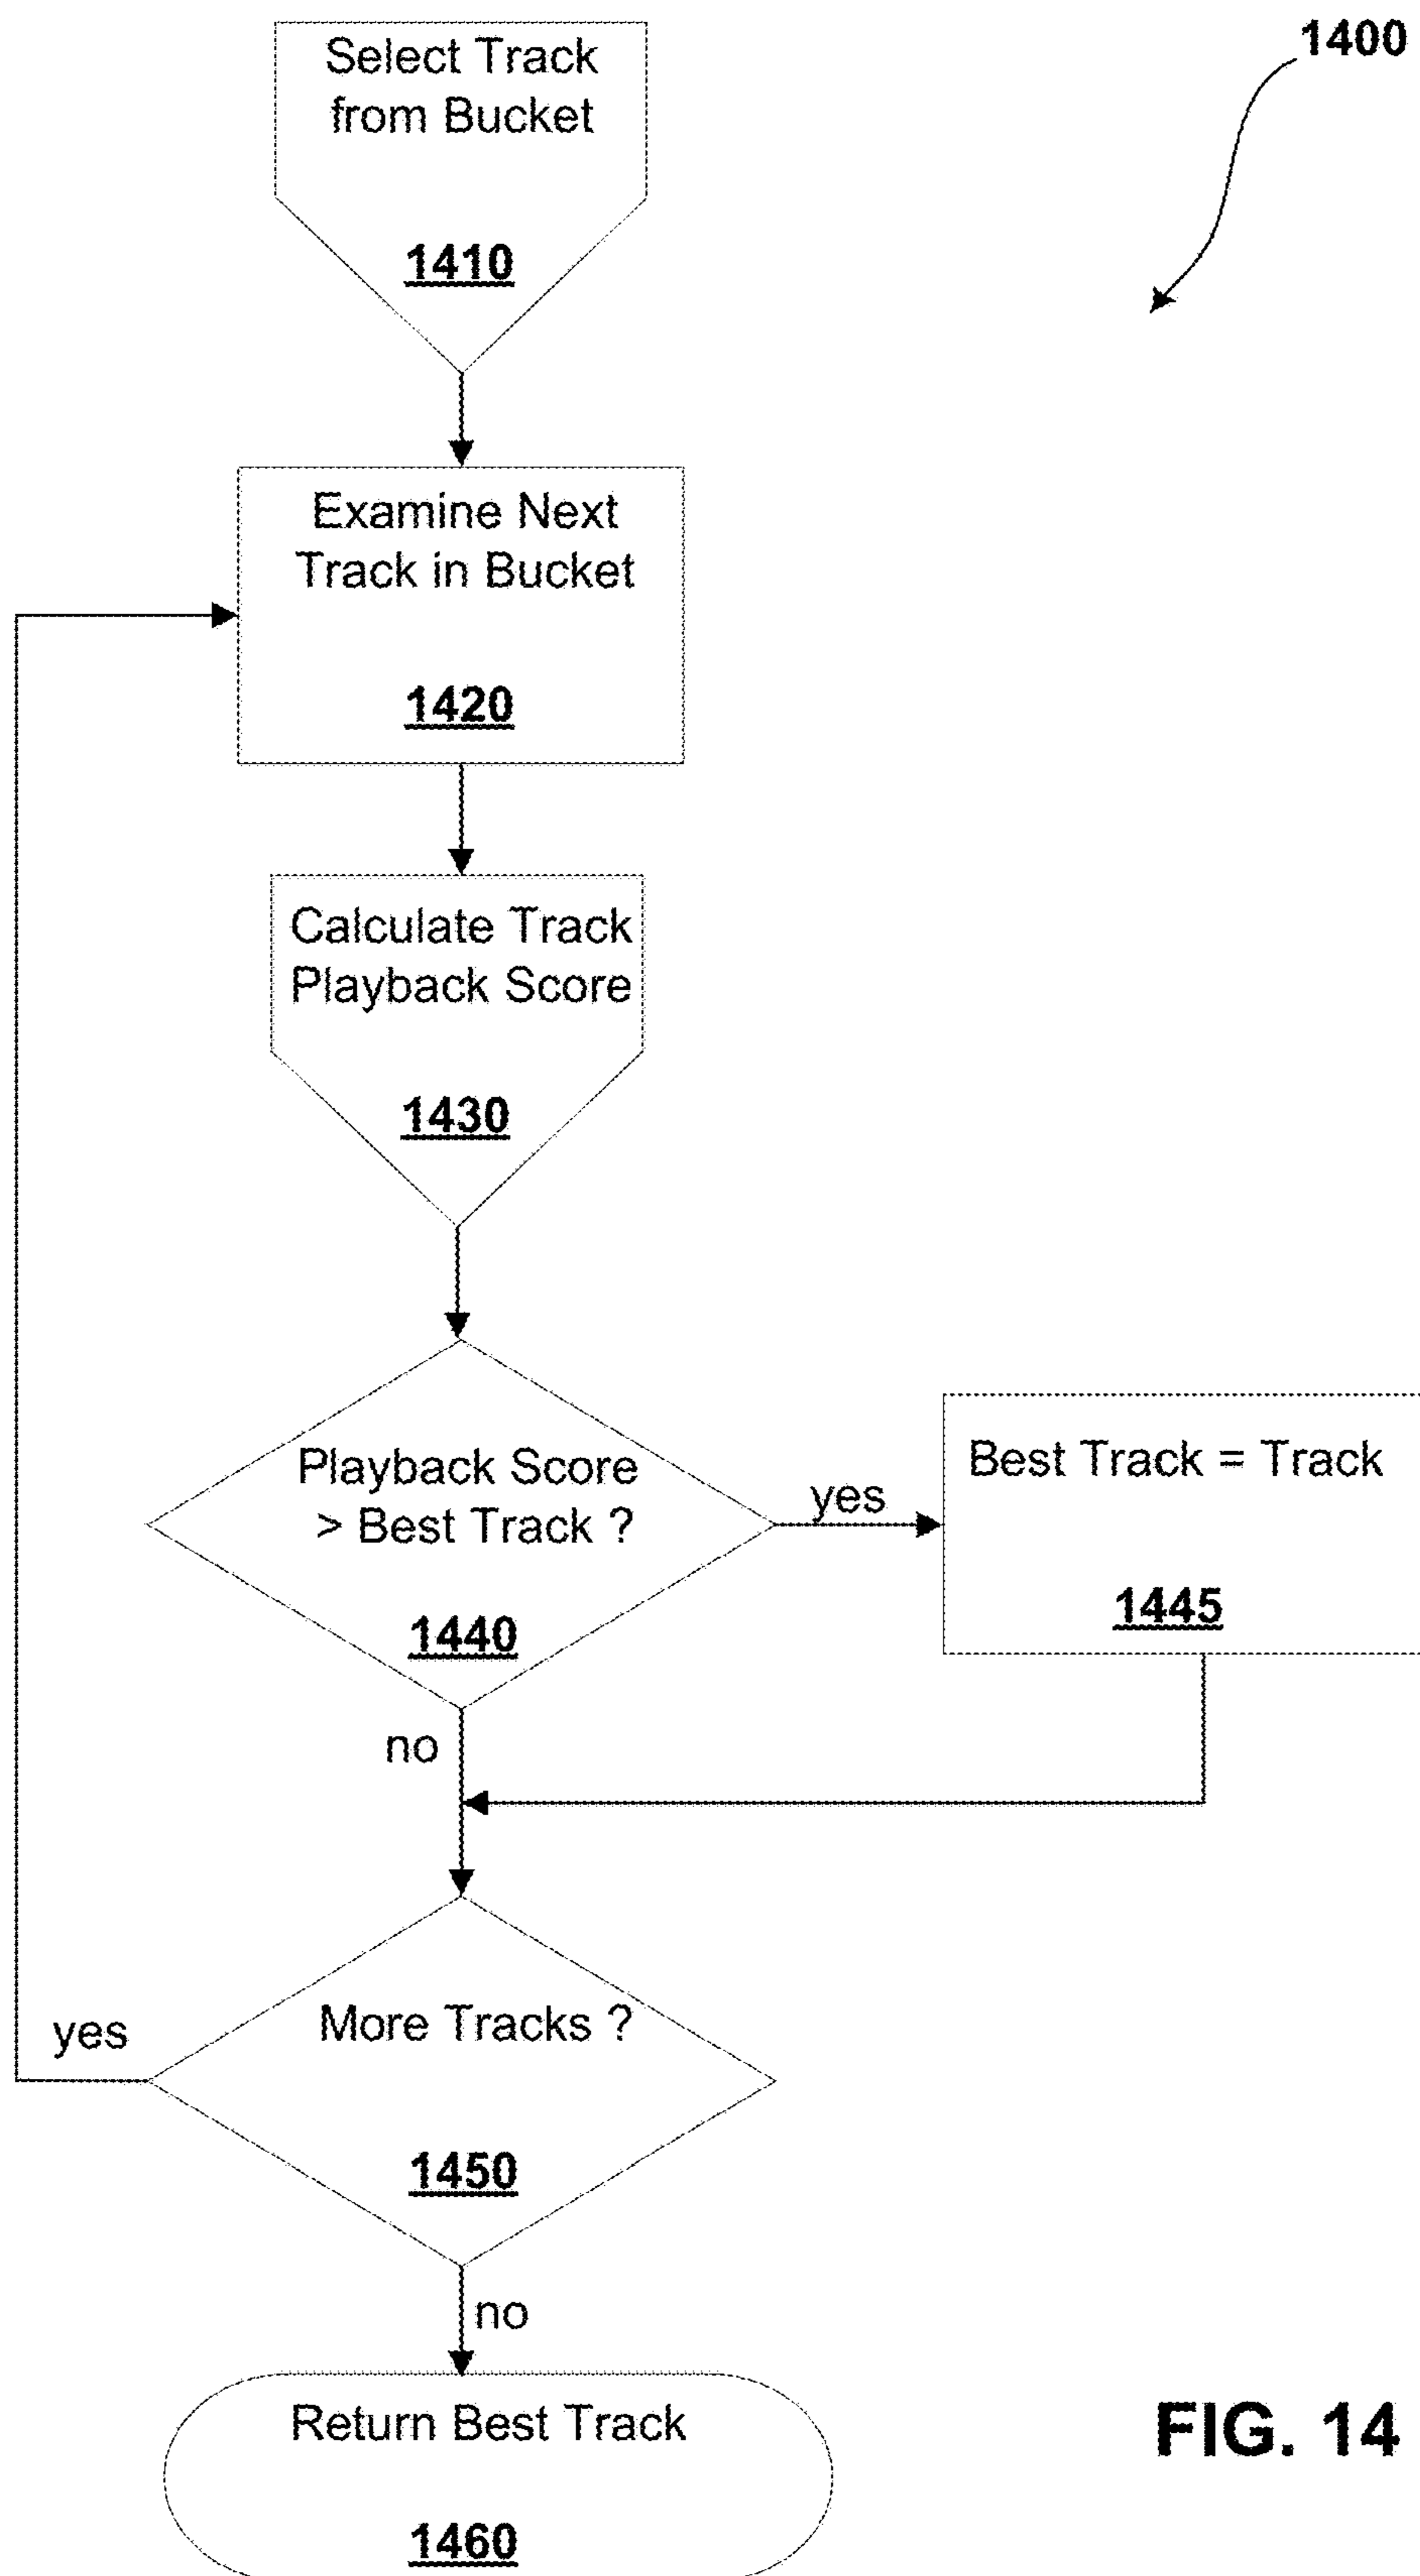 1400
Select Track
from Bucket
1410
Examine Next
Track in Bucket
1420
Calculate Track
Playback Score
1430
Playback Score
> Best Track ?
1440
yes
Best Track = Track
1445
no
More Tracks ?
1450
yes
no
Return Best Track
1460
FIG. 14